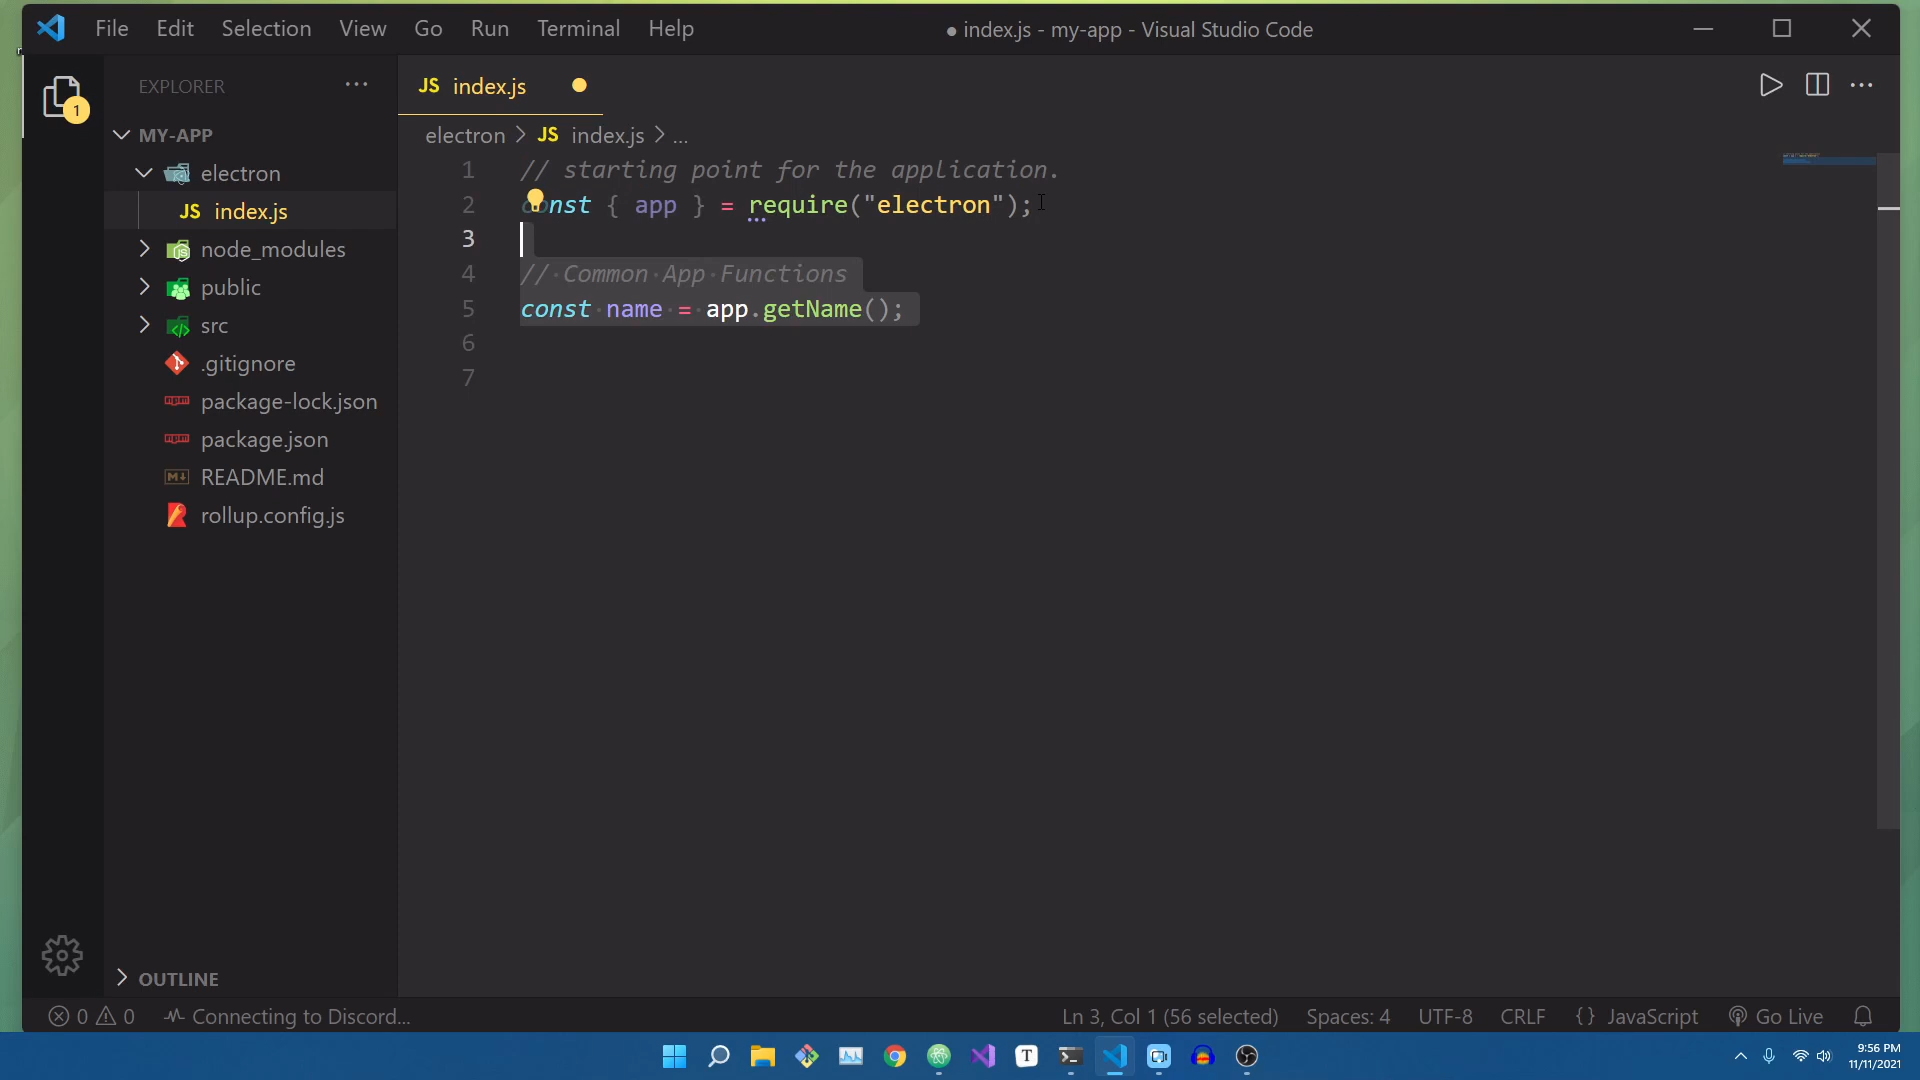 File Edit Selection View Go Run Terminal Help
● index.js - my-app - Visual Studio Code
1
EXPLORER
MY-APP
electron
JS index.js
node_modules
public
src
.gitignore
package-lock.json
package.json
README.md
rollup.config.js
OUTLINE
JS index.js
electron > JS index.js > ...
1 // starting point for the application.
2 const { app } = require("electron");
3
4 // Common App Functions
5 const name = app.getName();
6
7
0 0 Connecting to Discord...
Ln 3, Col 1 (56 selected) Spaces: 4 UTF-8 CRLF {} JavaScript Go Live
T
9:56 PM
11/11/2021